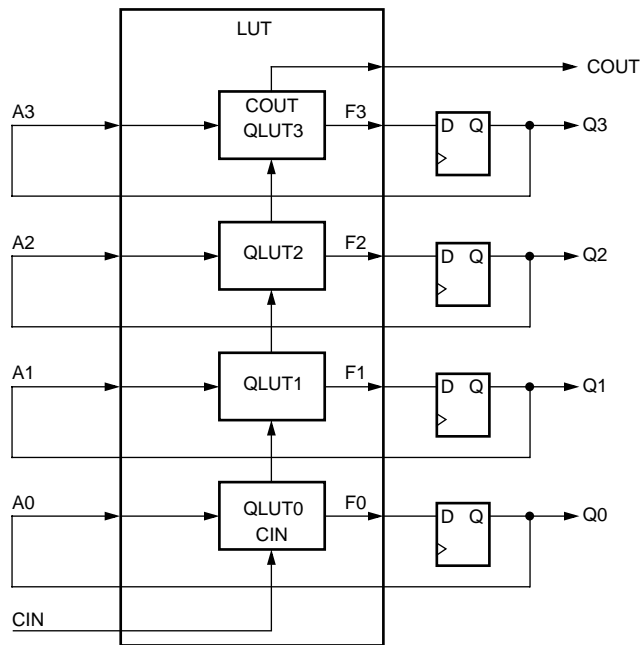 LUT
COUT
A3
COUT
QLUT3
F3
D Q
Q3
A2
QLUT2
F2
D Q
Q2
A1
QLUT1
F1
D Q
Q1
A0
QLUT0
CIN
F0
D Q
Q0
CIN